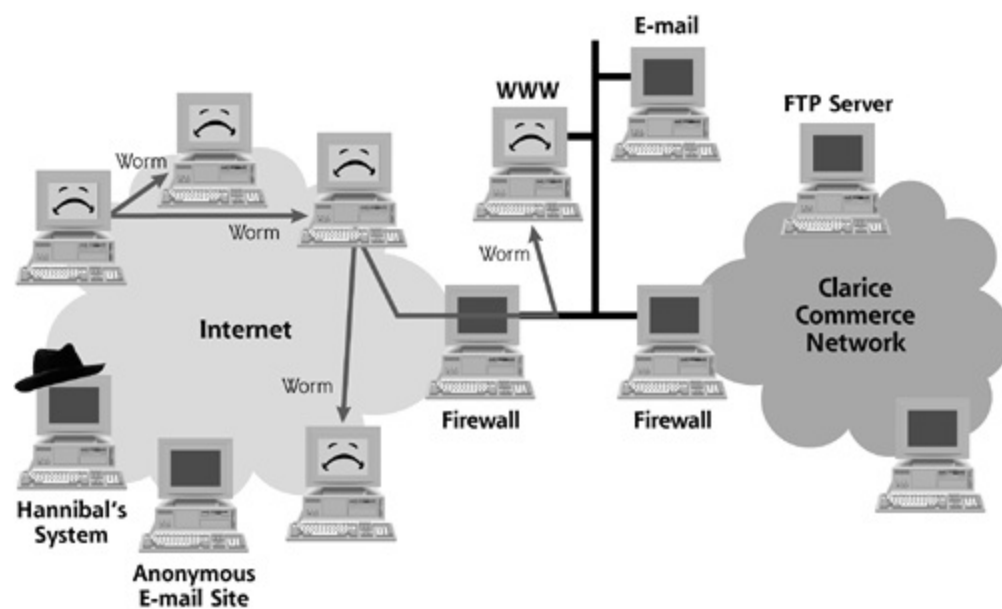 E-mail
WWW
FTP Server
Worm
Worm
Worm
Internet
Clarice
Commerce
Network
Worm
Firewall
Firewall
Hannibal's
System
Anonymous
E-mail Site